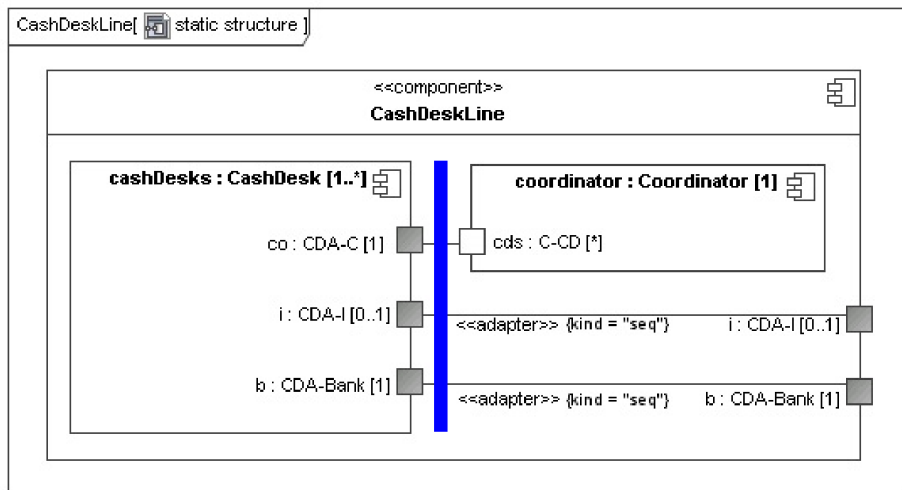 CashDeskLine[ static structure ]
<<component>>
CashDeskLine
cashDesks : CashDesk [1..*]
coordinator : Coordinator [1]
co : CDA-C [1]
cds : C-CD [*]
i : CDA-I [0..1]
<<adapter>> {kind = "seq"}
i : CDA-I [0..1]
b : CDA-Bank [1]
<<adapter>> {kind = "seq"}
b : CDA-Bank [1]